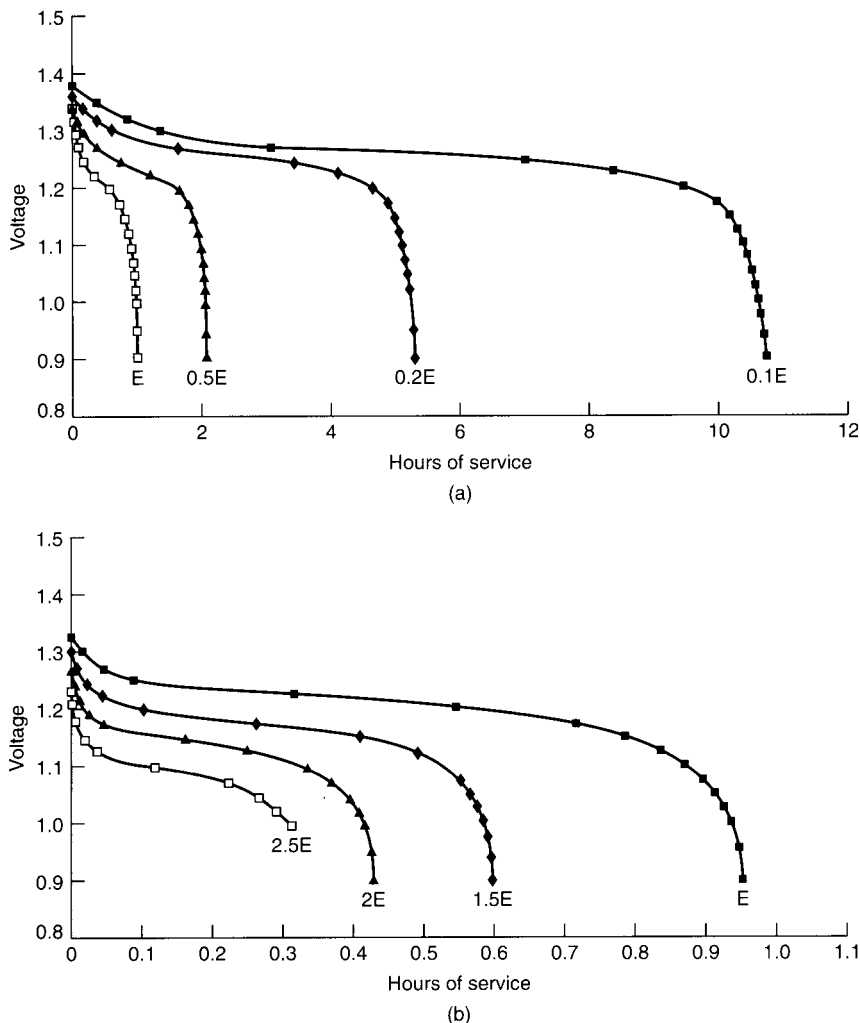 1.5
1.4
1.3
1.2
1.1
1.0
0.9
0.8
Voltage
E
0.5E
0.2E
0.1E
0 2 4 6 8 10 12
Hours of service
(a)
1.5
1.4
1.3
1.2
1.1
1.0
0.9
0.8
Voltage
2.5E
2E
1.5E
E
0 0.1 0.2 0.3 0.4 0.5 0.6 0.7 0.8 0.9 1.0 1.1
Hours of service
(b)